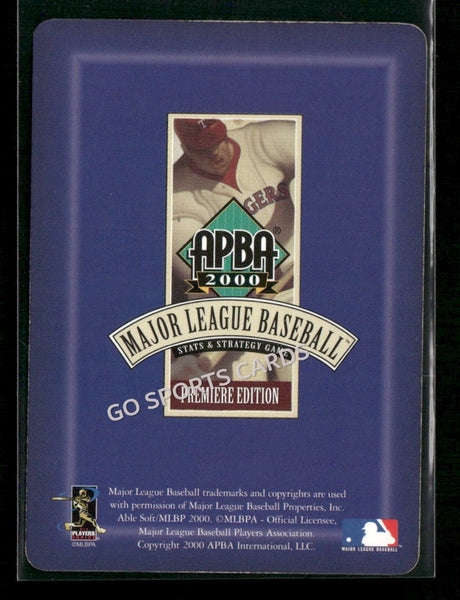 T
GERS
APBA®
2000
MAJOR LEAGUE BASEBALL™
STATS & STRATEGY GAME
GO SPORTS CARDS
PREMIERE EDITION
Major League Baseball trademarks and copyrights are used
with permission of Major League Baseball Properties, Inc.
Able Soft/MLBP 2000. ©MLBPA - Official Licensee,
Major League Baseball Players Association.
Copyright 2000 APBA International, LLC.
PLAYERS
©MLBPA
MAJOR LEAGUE BASEBALL